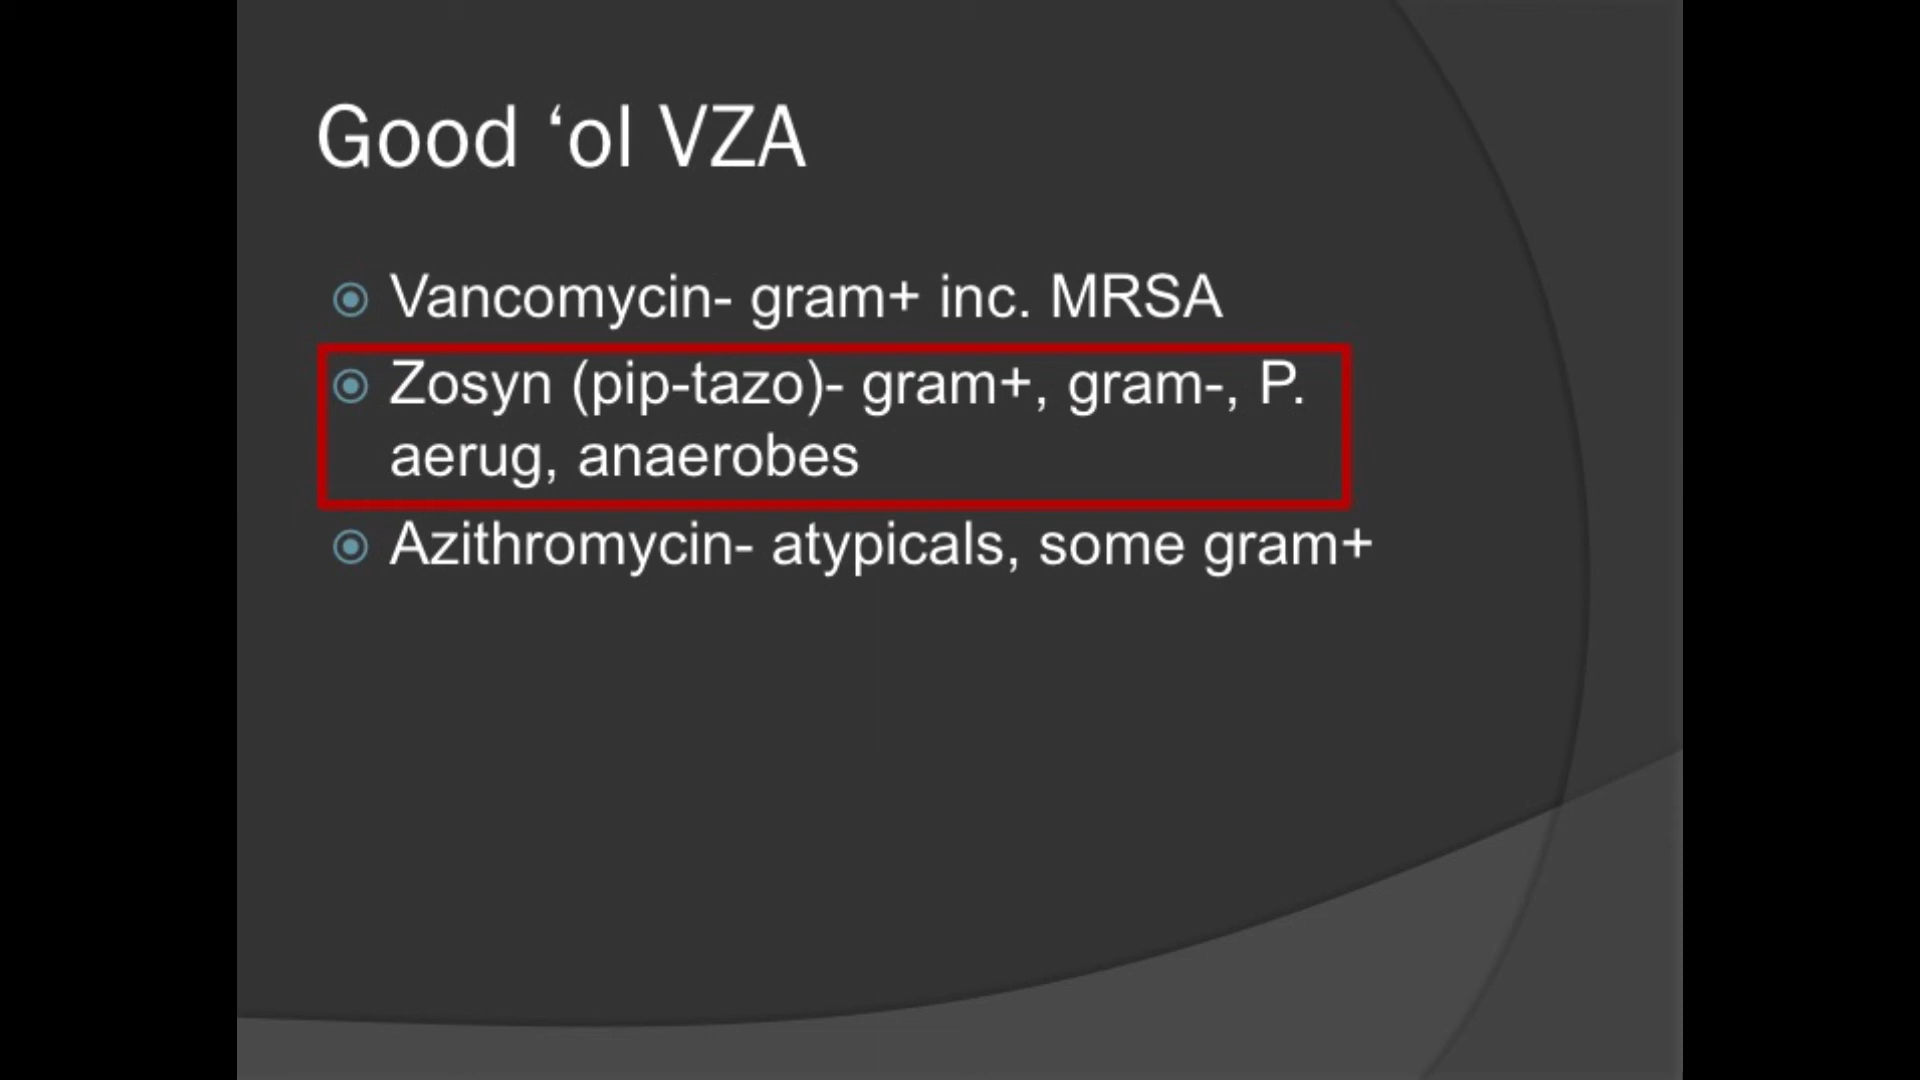 Good ‘ol VZA
Vancomycin- gram+ inc. MRSA
Zosyn (pip-tazo)- gram+, gram-, P.
aerug, anaerobes
Azithromycin- atypicals, some gram+